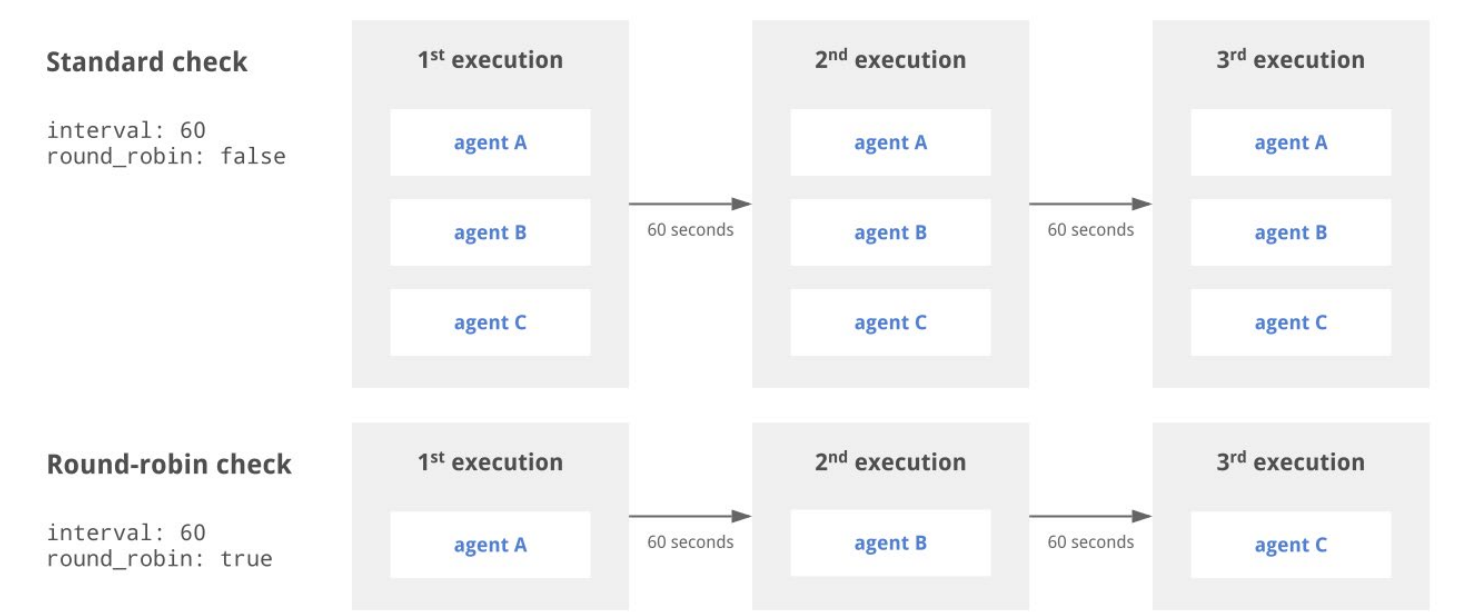 Standard check
interval: 60
round_robin: false
1st execution
agent A
agent B
agent C
60 seconds
2nd execution
agent A
agent B
agent C
60 seconds
3rd execution
agent A
agent B
agent C
Round-robin check
interval: 60
round_robin: true
1st execution
agent A
60 seconds
2nd execution
agent B
60 seconds
3rd execution
agent C